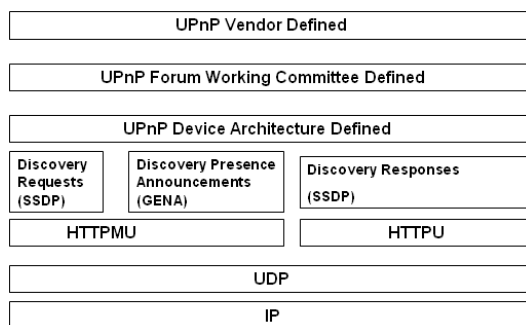 UPnP Vendor Defined
UPnP Forum Working Committee Defined
UPnP Device Architecture Defined
Discovery
Requests
(SSDP)
Discovery Presence
Announcements
(GENA)
Discovery Responses
(SSDP)
HTTPMU
HTTPU
UDP
IP